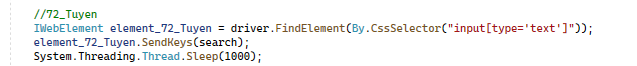 //72_Tuyen
IWebElement element_72_Tuyen = driver.FindElement(By.CssSelector("input[type='text']"));
element_72_Tuyen.SendKeys(search);
System.Threading.Thread.Sleep(1000);